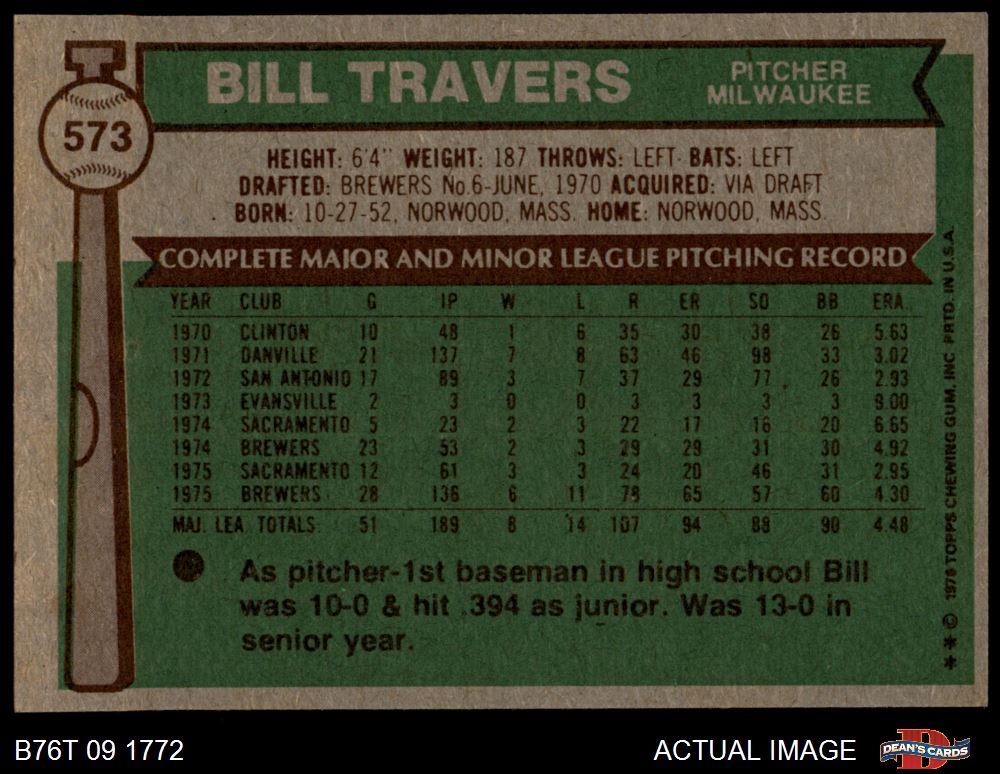 573
BILL TRAVERS
PITCHER
MILWAUKEE
HEIGHT: 6'4" WEIGHT: 187 THROWS: LEFT BATS: LEFT
DRAFTED: BREWERS No.6-JUNE, 1970 ACQUIRED: VIA DRAFT
BORN: 10-27-52, NORWOOD, MASS. HOME: NORWOOD, MASS.
COMPLETE MAJOR AND MINOR LEAGUE PITCHING RECORD
YEAR CLUB G IP W L R ER SO BB ERA
1970 CLINTON 10 48 1 6 35 30 38 26 5.63
1971 DANVILLE 21 137 7 8 63 46 98 33 3.02
1972 SAN ANTONIO 17 89 3 7 37 29 77 26 2.93
1973 EVANSVILLE 2 3 0 0 3 3 3 3 9.00
1974 SACRAMENTO 5 23 2 3 22 17 16 20 6.65
1974 BREWERS 23 53 2 3 29 29 31 30 4.92
1975 SACRAMENTO 12 61 3 3 24 20 46 31 2.95
1975 BREWERS 28 136 6 11 78 65 57 60 4.30
MAJ. LEA TOTALS 51 189 8 14 107 94 88 90 4.48
As pitcher-1st baseman in high school Bill
was 10-0 & hit .394 as junior. Was 13-0 in
senior year.
** © 1976 TOPPS CHEWING GUM, INC PRTD. IN U.S.A.
B76T 09 1772
ACTUAL IMAGE
DEAN'S CARDS